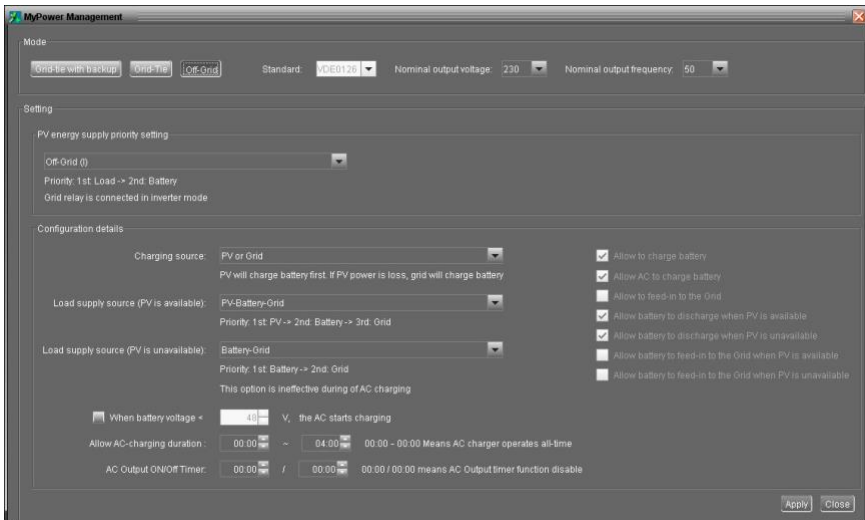 MyPower Management
Mode
Grid-tie with backup Grid-Tie Off-Grid Standard: VDE0126 Nominal output voltage: 230 Nominal output frequency: 50
Setting
PV energy supply priority setting
Off-Grid (I)
Priority: 1st: Load -> 2nd: Battery
Grid relay is connected in inverter mode
Configuration details
Charging source: PV or Grid
PV will charge battery first. If PV power is loss, grid will charge battery
Load supply source (PV is available): PV-Battery-Grid
Priority: 1st: PV -> 2nd: Battery -> 3rd: Grid
Load supply source (PV is unavailable): Battery-Grid
Priority: 1st: Battery -> 2nd: Grid
This option is ineffective during of AC charging
When battery voltage < 48 V, the AC starts charging
Allow AC-charging duration : 00:00 ~ 04:00 00:00 - 00:00 Means AC charger operates all-time
AC Output ON/Off Timer: 00:00 / 00:00 00:00 / 00:00 means AC Output timer function disable
Allow to charge battery
Allow AC to charge battery
Allow to feed-in to the Grid
Allow battery to discharge when PV is available
Allow battery to discharge when PV is unavailable
Allow battery to feed-in to the Grid when PV is available
Allow battery to feed-in to the Grid when PV is unavailable
Apply Close